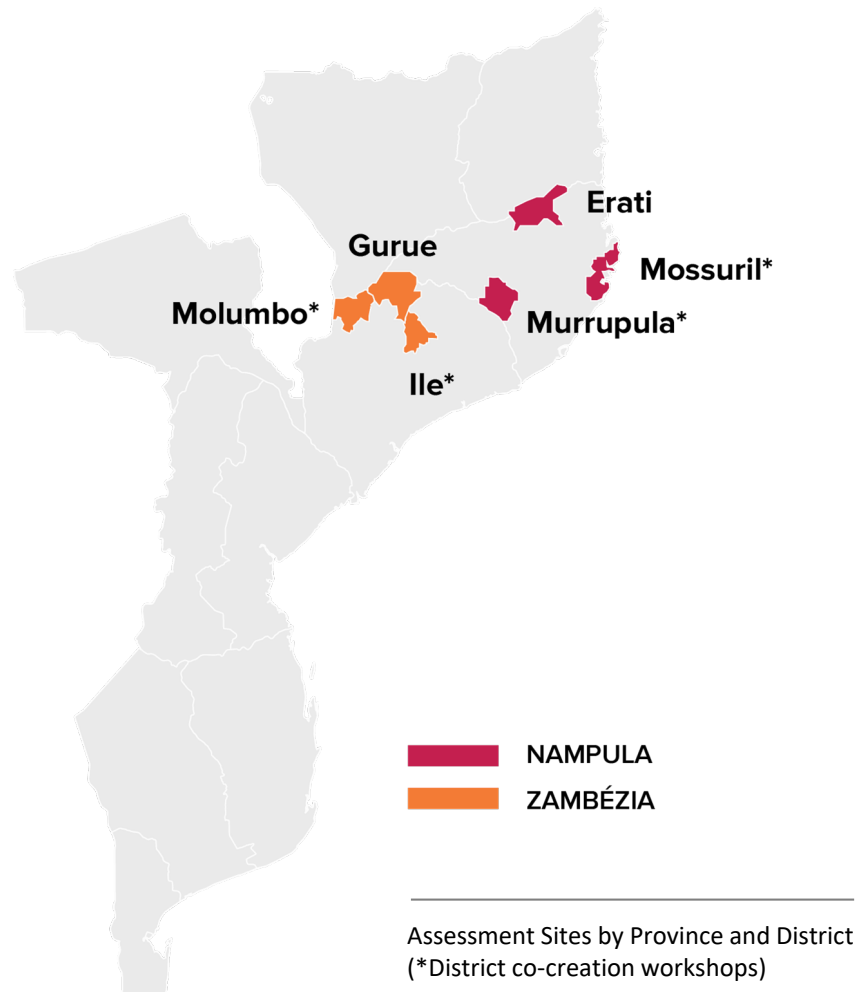 Erati
Gurue
Mossuril*
Molumbo*
Murrupula*
Ile*
NAMPULA
ZAMBÉZIA
Assessment Sites by Province and District
(*District co-creation workshops)